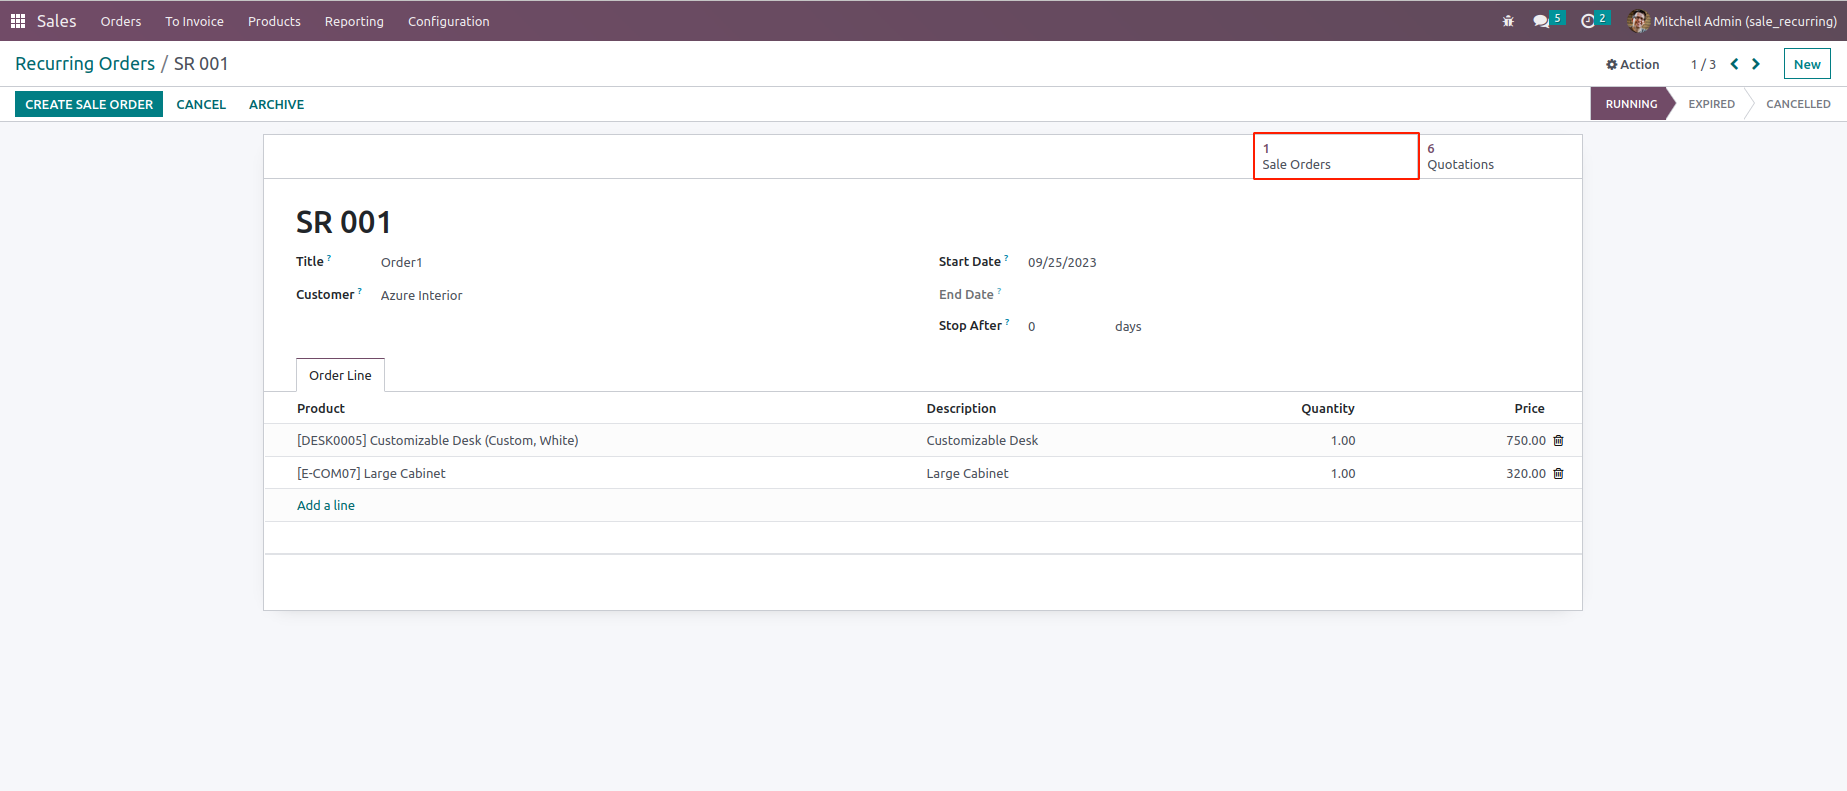 Sales Orders To Invoice Products Reporting Configuration 5 2 Mitchell Admin (sale_recurring)
Recurring Orders / SR 001 Action 1 / 3 New
CREATE SALE ORDER CANCEL ARCHIVE RUNNING EXPIRED CANCELLED
1 6
Sale Orders Quotations
SR 001
Title ? Order1 Start Date ? 09/25/2023
Customer ? Azure Interior End Date ?
Stop After ? 0 days
Order Line
Product Description Quantity Price
[DESK0005] Customizable Desk (Custom, White) Customizable Desk 1.00 750.00
[E-COM07] Large Cabinet Large Cabinet 1.00 320.00
Add a line